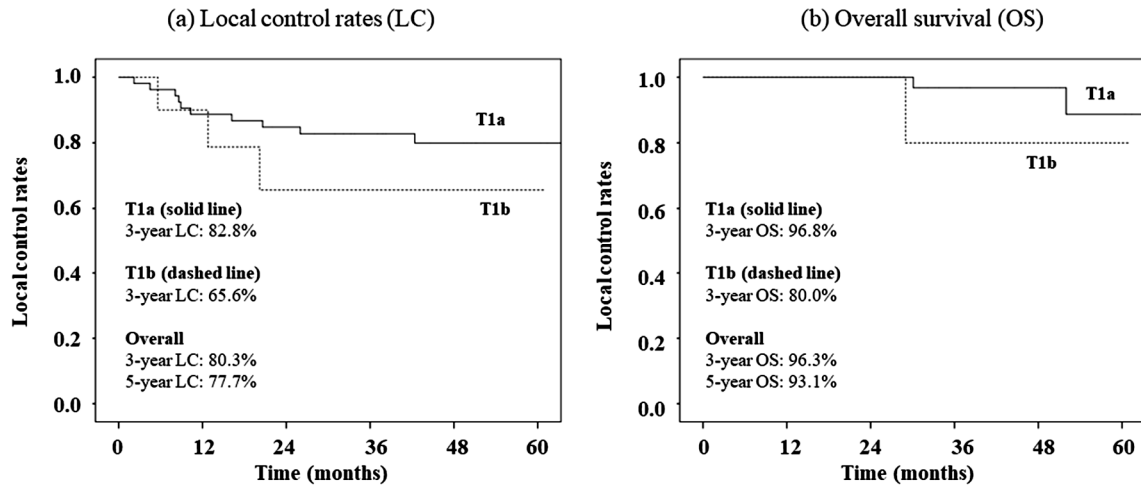 (a) Local control rates (LC)
Local control rates
1.0
0.8
0.6
0.4
0.2
0.0
T1a
T1b
T1a (solid line)
3-year LC: 82.8%
T1b (dashed line)
3-year LC: 65.6%
Overall
3-year LC: 80.3%
5-year LC: 77.7%
0 12 24 36 48 60
Time (months)
(b) Overall survival (OS)
Local control rates
1.0
0.8
0.6
0.4
0.2
0.0
T1a
T1b
T1a (solid line)
3-year OS: 96.8%
T1b (dashed line)
3-year OS: 80.0%
Overall
3-year OS: 96.3%
5-year OS: 93.1%
0 12 24 36 48 60
Time (months)